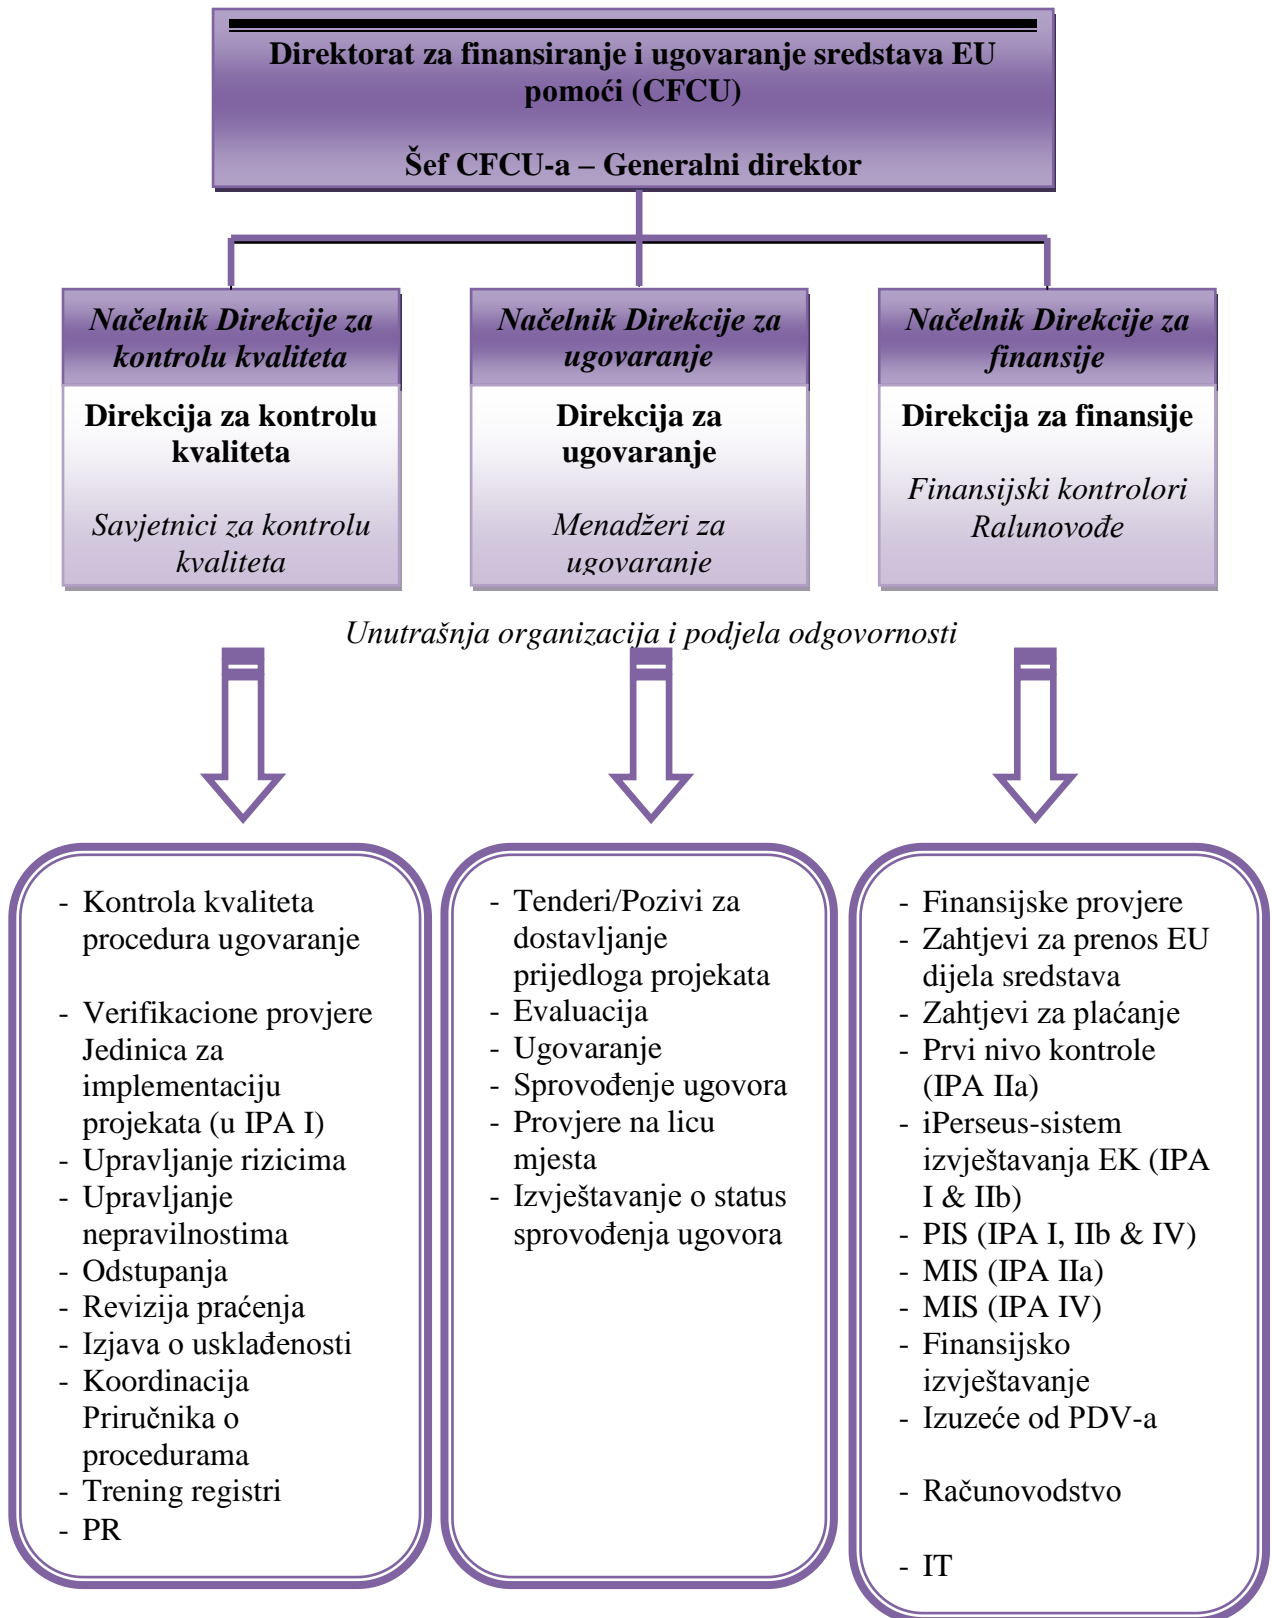 Direktorat za finansiranje i ugovaranje sredstava EU
pomoći (CFCU)
Šef CFCU-a – Generalni direktor
Načelnik Direkcije za
kontrolu kvaliteta
Direkcija za kontrolu
kvaliteta
Savjetnici za kontrolu
kvaliteta
Načelnik Direkcije za
ugovaranje
Direkcija za
ugovaranje
Menadžeri za
ugovaranje
Načelnik Direkcije za
finansije
Direkcija za finansije
Finansijski kontrolori
Ralunovođe
Unutrašnja organizacija i podjela odgovornosti
- Kontrola kvaliteta
procedura ugovaranje
- Verifikacione provjere
Jedinica za
implementaciju
projekata (u IPA I)
- Upravljanje rizicima
- Upravljanje
nepravilnostima
- Odstupanja
- Revizija praćenja
- Izjava o usklađenosti
- Koordinacija
Priručnika o
procedurama
- Trening registri
- PR
- Tenderi/Pozivi za
dostavljanje
prijedloga projekata
- Evaluacija
- Ugovaranje
- Sprovođenje ugovora
- Provjere na licu
mjesta
- Izvještavanje o status
sprovođenja ugovora
- Finansijske provjere
- Zahtjevi za prenos EU
dijela sredstava
- Zahtjevi za plaćanje
- Prvi nivo kontrole
(IPA IIa)
- iPerseus-sistem
izvještavanja EK (IPA
I & IIb)
- PIS (IPA I, IIb & IV)
- MIS (IPA IIa)
- MIS (IPA IV)
- Finansijsko
izvještavanje
- Izuzeće od PDV-a
- Računovodstvo
- IT